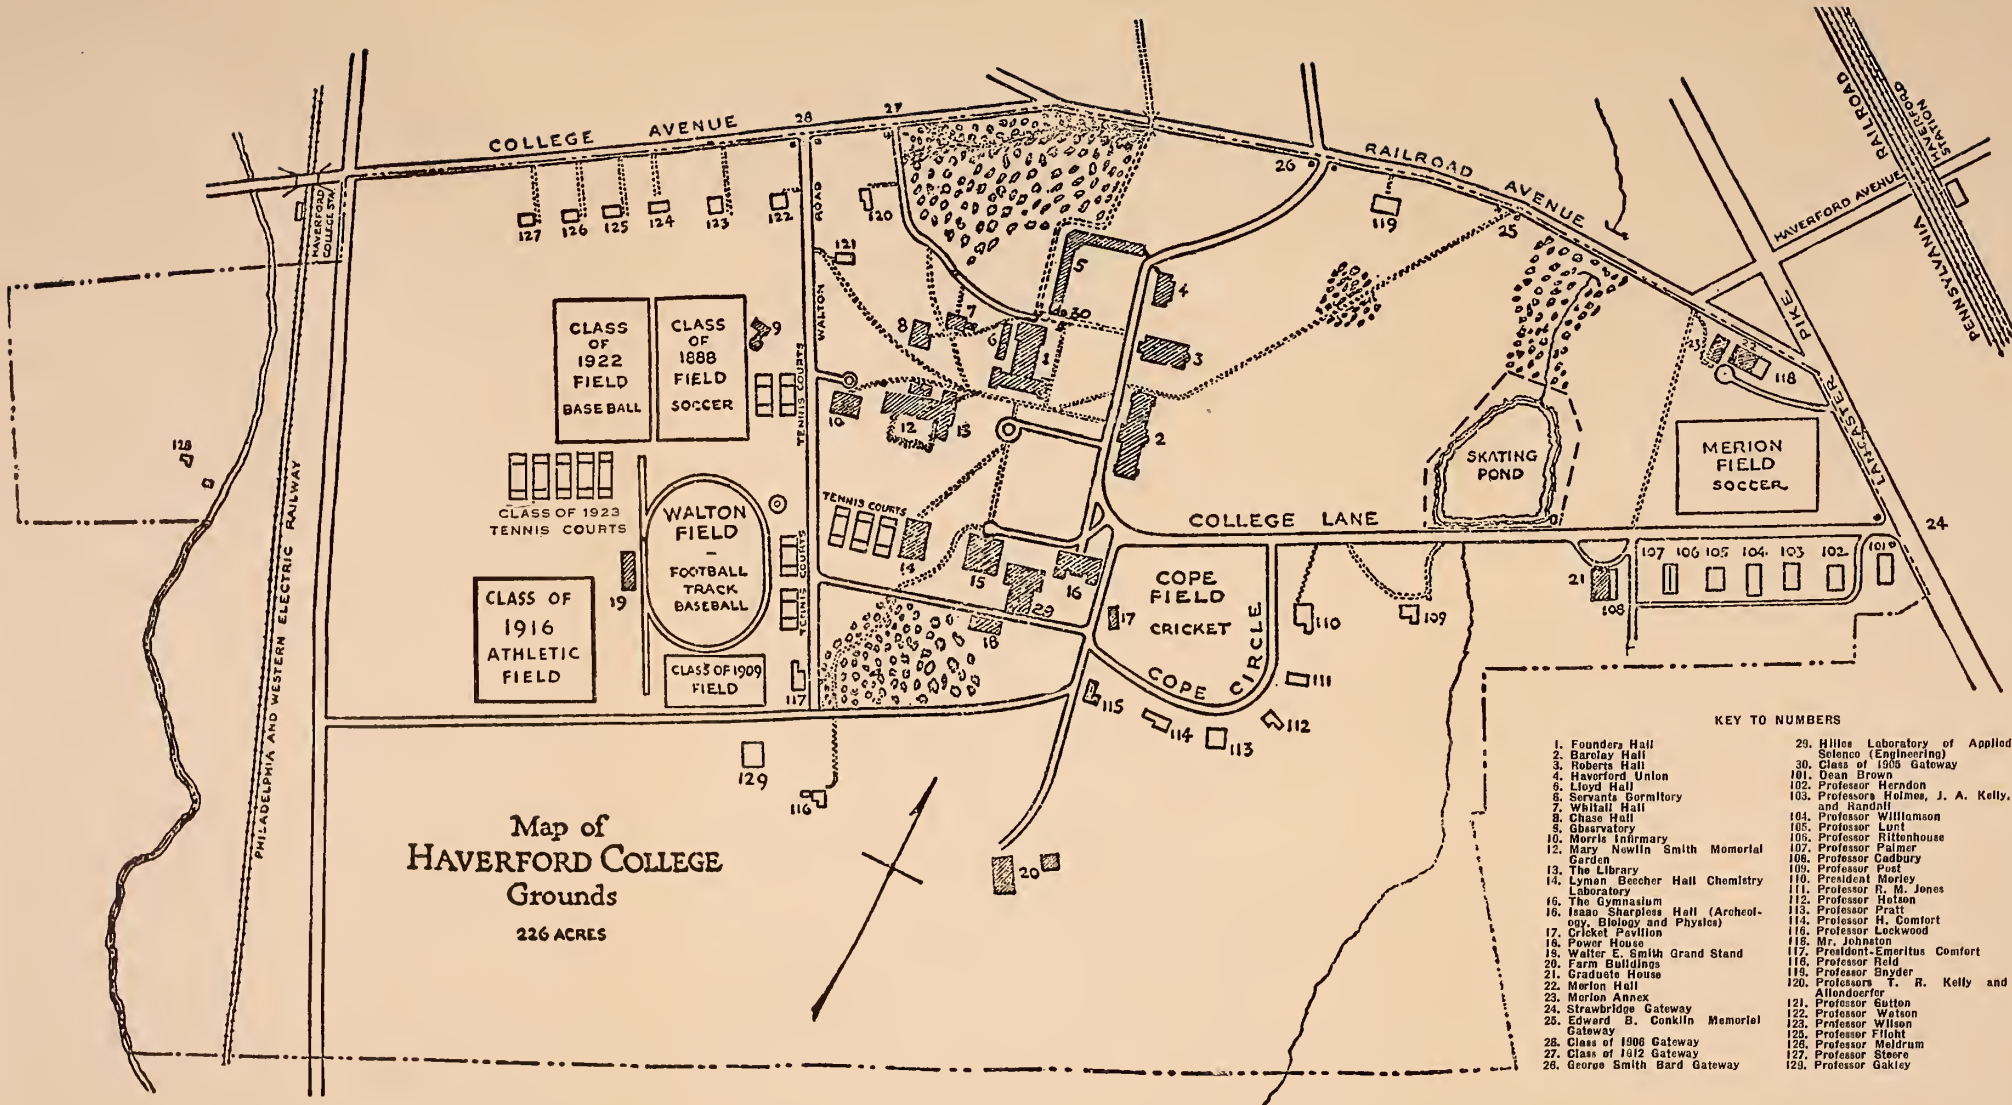 COLLEGE AVENUE
28
27
26
RAILROAD AVENUE
25
HAVERFORD AVENUE
PENNSYLVANIA RAILROAD
HAVERFORD STATION
LANCASTER PIKE
HAVERFORD COLLEGE STA.
127
126
125
124
123
122
120
121
119
WALTON ROAD
5
4
30
3
7
8
6
1
9
CLASS OF 1922 FIELD
BASEBALL
CLASS OF 1888 FIELD
SOCCER
TENNIS COURTS
10
12
13
2
23
22
118
128
CLASS OF 1923
TENNIS COURTS
WALTON FIELD
–
FOOTBALL
TRACK
BASEBALL
TENNIS COURTS
TENNIS COURTS
14
15
16
29
18
17
SKATING POND
MERION FIELD
SOCCER
COLLEGE LANE
24
CLASS OF 1916
ATHLETIC FIELD
19
CLASS OF 1909 FIELD
117
COPE FIELD
CRICKET
COPE CIRCLE
110
109
21
108
107 106 105 104 103 102 101
111
112
113
114
115
129
116
20
PHILADELPHIA AND WESTERN ELECTRIC RAILWAY
Map of
HAVERFORD COLLEGE
Grounds
226 ACRES
KEY TO NUMBERS
1. Founders Hall
2. Barclay Hall
3. Roberts Hall
4. Haverford Union
5. Lloyd Hall
6. Servants Dormitory
7. Whitall Hall
8. Chase Hall
9. Observatory
10. Morris Infirmary
12. Mary Newlin Smith Memorial
Garden
13. The Library
14. Lyman Beecher Hall Chemistry
Laboratory
15. The Gymnasium
16. Isaac Sharpless Hall (Archeol-
ogy, Biology and Physics)
17. Cricket Pavilion
18. Power House
19. Walter E. Smith Grand Stand
20. Farm Buildings
21. Graduate House
22. Merion Hall
23. Merion Annex
24. Strawbridge Gateway
25. Edward B. Conklin Memorial
Gateway
28. Class of 1906 Gateway
27. Class of 1912 Gateway
26. George Smith Bard Gateway
29. Hilles Laboratory of Applied
Science (Engineering)
30. Class of 1905 Gateway
101. Dean Brown
102. Professor Herndon
103. Professors Holmes, J. A. Kelly,
and Randall
104. Professor Williamson
105. Professor Lunt
106. Professor Rittenhouse
107. Professor Palmer
108. Professor Cadbury
109. Professor Post
110. President Morley
111. Professor R. M. Jones
112. Professor Hetson
113. Professor Pratt
114. Professor H. Comfort
115. Professor Lockwood
116. Mr. Johnston
117. President-Emeritus Comfort
118. Professor Reid
119. Professor Snyder
120. Professors T. R. Kelly and
Allendoerfer
121. Professor Sutton
122. Professor Watson
123. Professor Wilson
125. Professor Flight
126. Professor Meldrum
127. Professor Steere
129. Professor Oakley